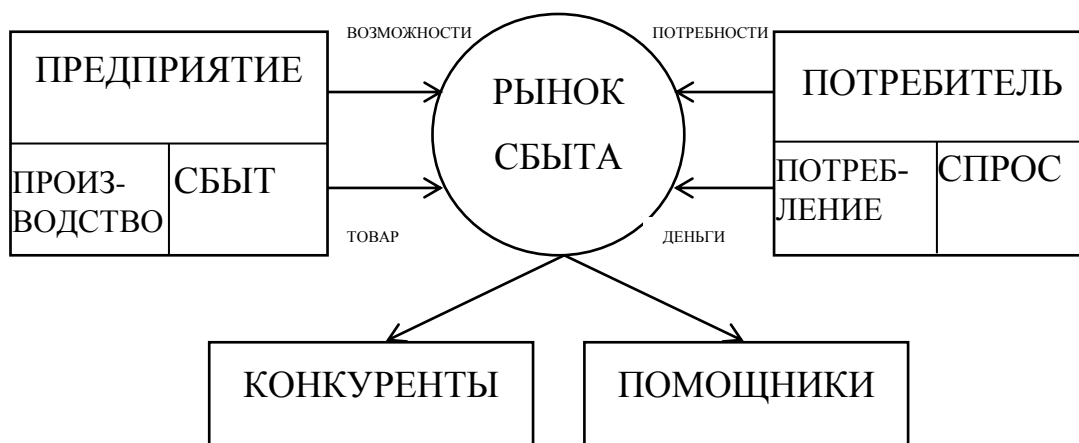 ВОЗМОЖНОСТИ
ПОТРЕБНОСТИ
ПРЕДПРИЯТИЕ
РЫНОК
СБЫТА
ПОТРЕБИТЕЛЬ
ПРОИЗ-
ВОДСТВО
СБЫТ
ПОТРЕБ-
ЛЕНИЕ
СПРОС
ТОВАР
ДЕНЬГИ
КОНКУРЕНТЫ
ПОМОЩНИКИ